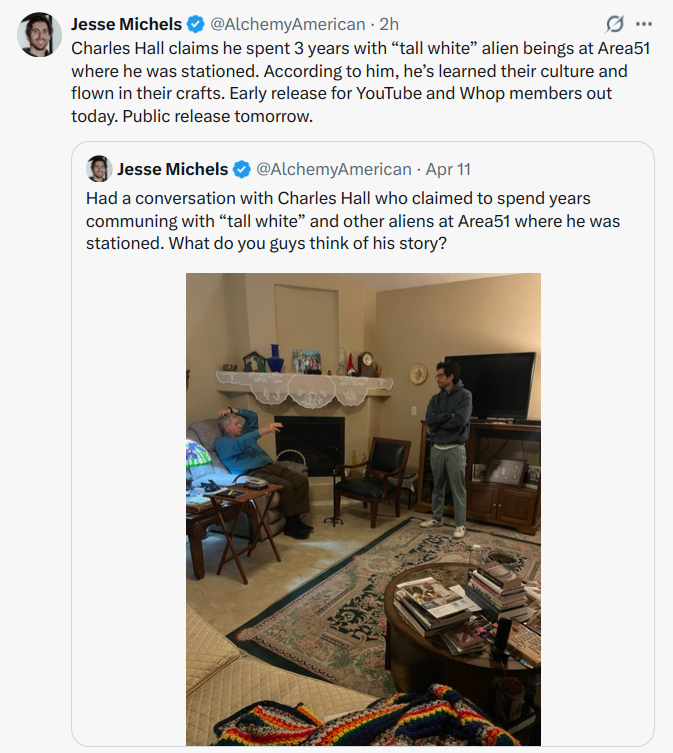 Jesse Michels @AlchemyAmerican · 2h
Charles Hall claims he spent 3 years with “tall white” alien beings at Area51
where he was stationed. According to him, he’s learned their culture and
flown in their crafts. Early release for YouTube and Whop members out
today. Public release tomorrow.
Jesse Michels @AlchemyAmerican · Apr 11
Had a conversation with Charles Hall who claimed to spend years
communing with “tall white” and other aliens at Area51 where he was
stationed. What do you guys think of his story?